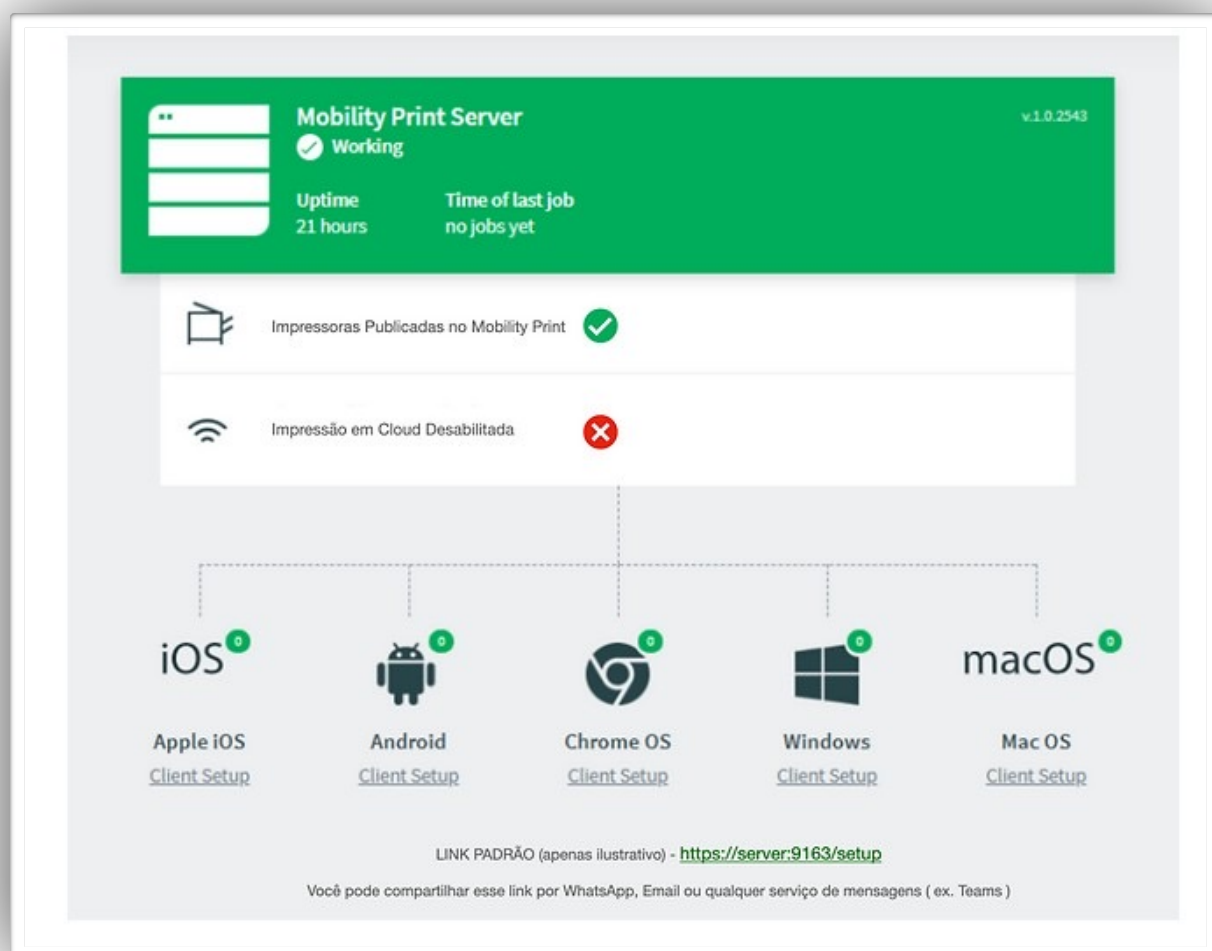 Mobility Print Server
v.1.0.2543
Working
Uptime
Time of last job
21 hours
no jobs yet
Impressoras Publicadas no Mobility Print
Impressão em Cloud Desabilitada
iOS 0
0
0
0
macOS 0
Apple iOS
Android
Chrome OS
Windows
Mac OS
Client Setup
Client Setup
Client Setup
Client Setup
Client Setup
LINK PADRÃO (apenas ilustrativo) - https://server:9163/setup
Você pode compartilhar esse link por WhatsApp, Email ou qualquer serviço de mensagens ( ex. Teams )